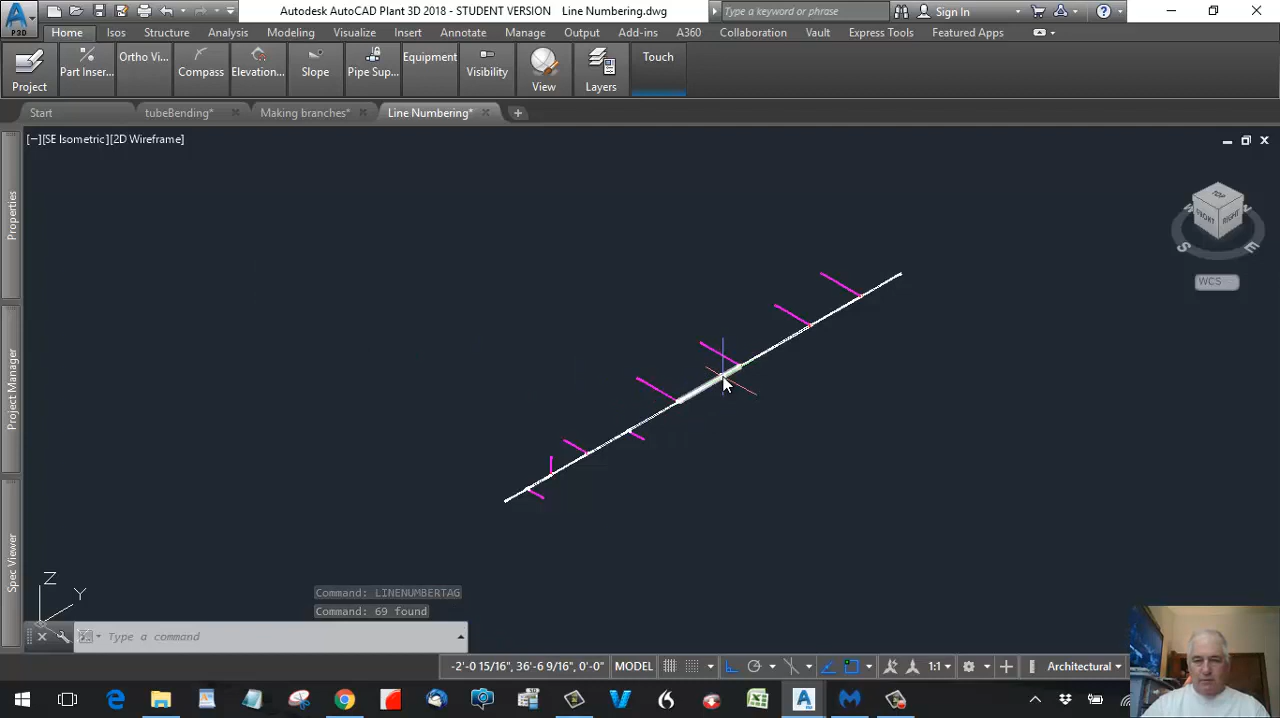 Autodesk AutoCAD Plant 3D 2018 - STUDENT VERSION Line Numbering.dwg
Type a keyword or phrase
Sign In
P3D
Home Isos Structure Analysis Modeling Visualize Insert Annotate Manage Output Add-ins A360 Collaboration Vault Express Tools Featured Apps
Project
Part Inser...
Ortho Vi...
Compass
Elevation...
Slope
Pipe Sup...
Equipment
Visibility
View
Layers
Touch
Start tubeBending* Making branches* Line Numbering*
[−][SE Isometric][2D Wireframe]
Properties
Project Manager
Spec Viewer
TOP
FRONT
RIGHT
W
N
S
E
WCS
Z
Y
Command: LINENUMBERTAG
Command: 69 found
Type a command
-2'-0 15/16", 36'-6 9/16", 0'-0" MODEL 1:1 Architectural